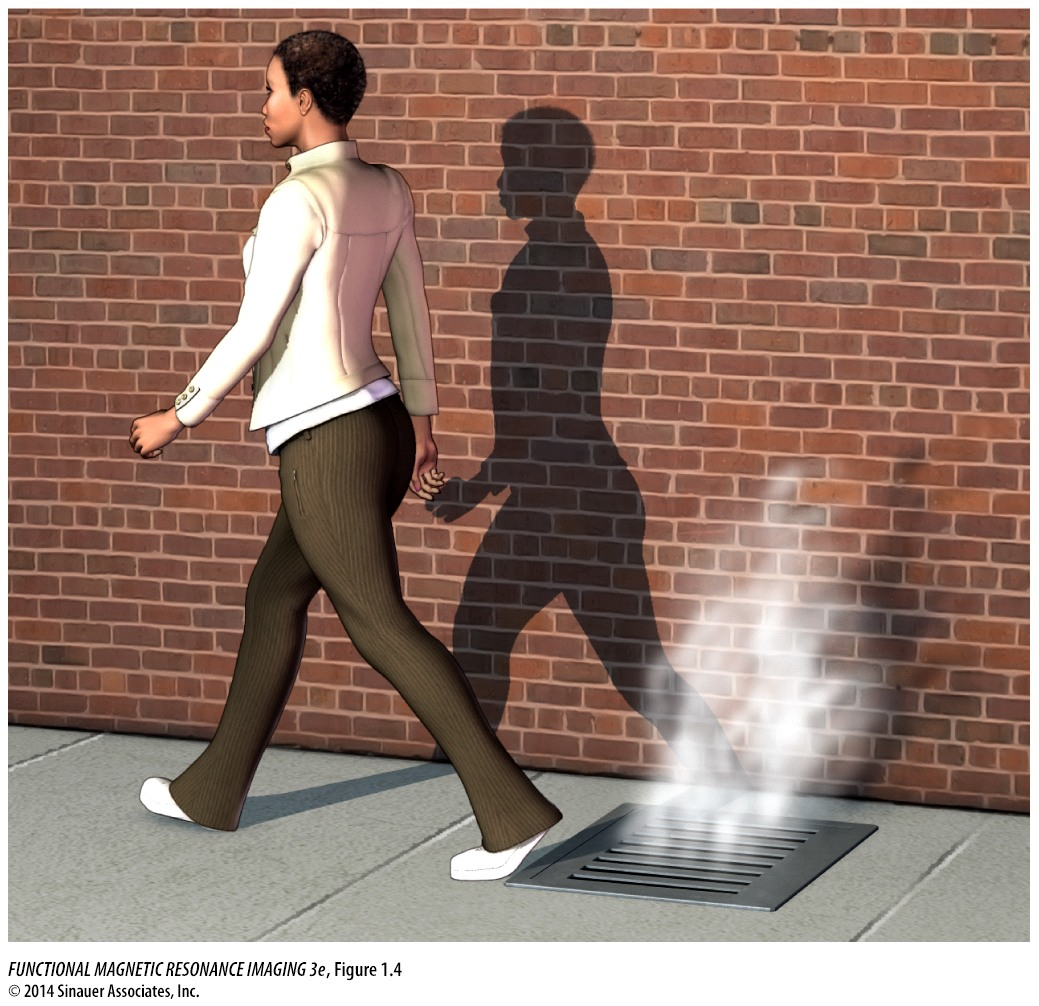 FUNCTIONAL MAGNETIC RESONANCE IMAGING 3e, Figure 1.4
© 2014 Sinauer Associates, Inc.